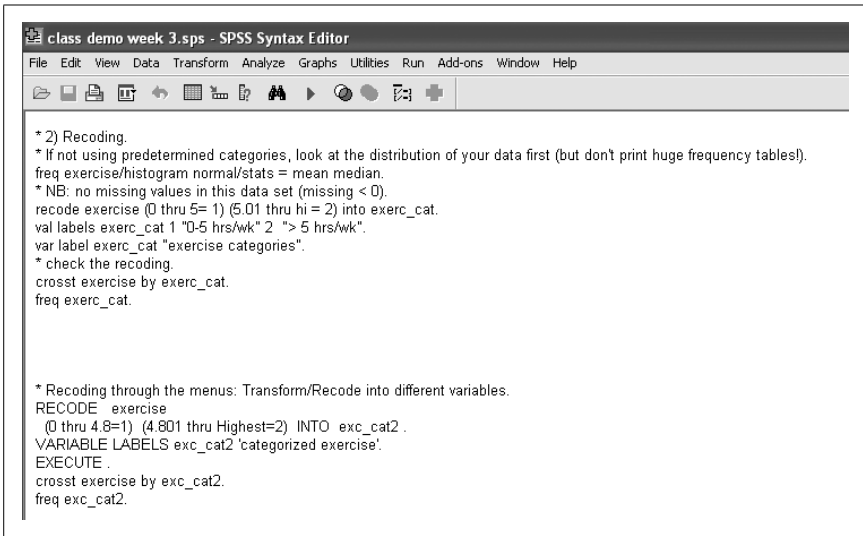 class demo week 3.sps - SPSS Syntax Editor
File Edit View Data Transform Analyze Graphs Utilities Run Add-ons Window Help
* 2) Recoding.
* If not using predetermined categories, look at the distribution of your data first (but don't print huge frequency tables!).
freq exercise/histogram normal/stats = mean median.
* NB: no missing values in this data set (missing < 0).
recode exercise (0 thru 5= 1) (5.01 thru hi = 2) into exerc_cat.
val labels exerc_cat 1 "0-5 hrs/wk" 2 "> 5 hrs/wk".
var label exerc_cat "exercise categories".
* check the recoding.
crosst exercise by exerc_cat.
freq exerc_cat.
* Recoding through the menus: Transform/Recode into different variables.
RECODE exercise
(0 thru 4.8=1) (4.801 thru Highest=2) INTO exc_cat2 .
VARIABLE LABELS exc_cat2 'categorized exercise'.
EXECUTE .
crosst exercise by exc_cat2.
freq exc_cat2.